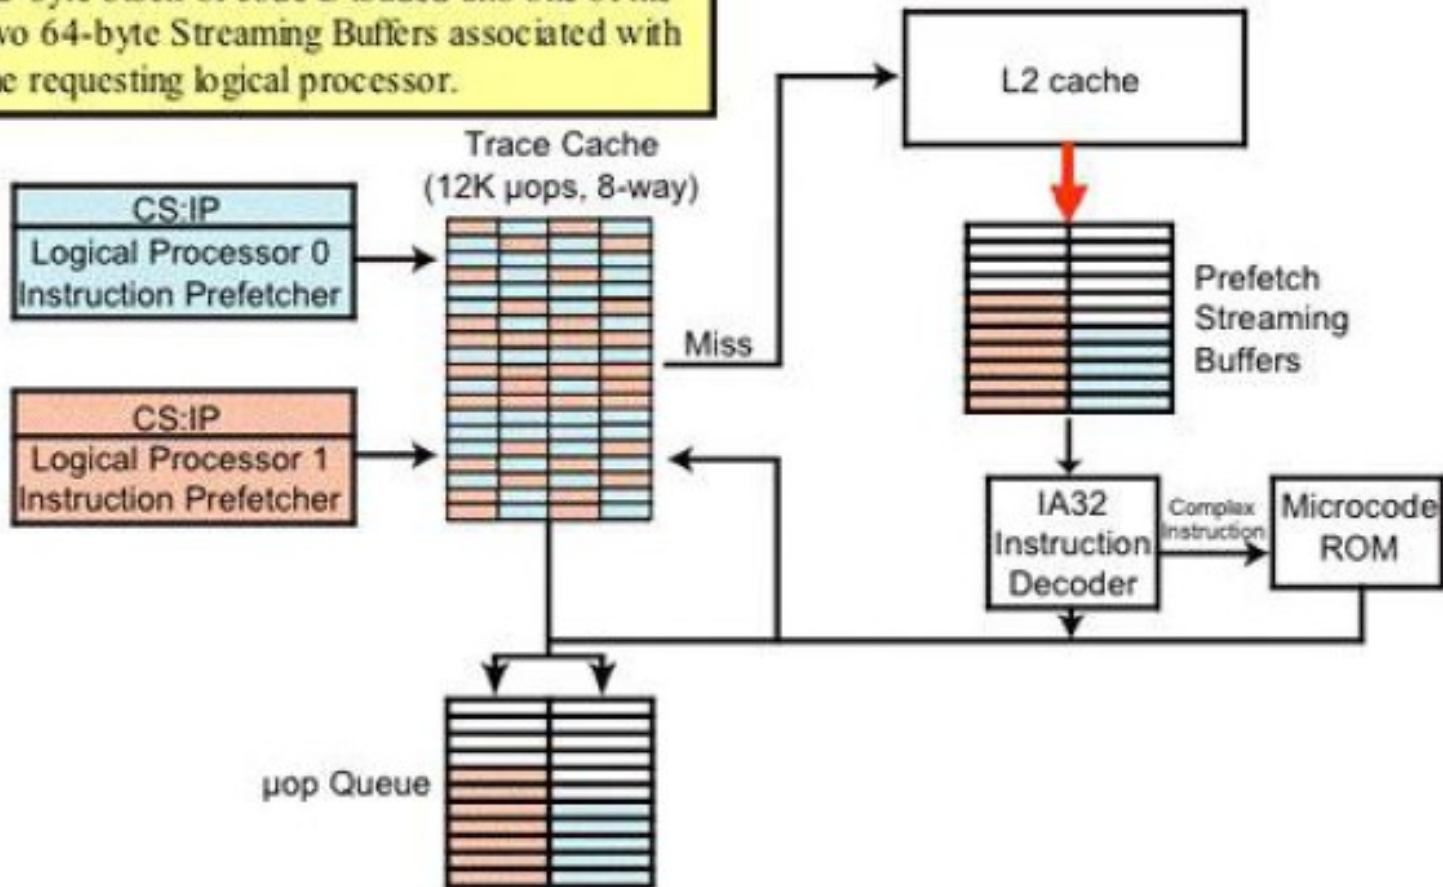 two 64-byte Streaming Buffers associated with
the requesting logical processor.
L2 cache
Trace Cache
(12K µops, 8-way)
CS:IP
Logical Processor 0
Instruction Prefetcher
Miss
Prefetch
Streaming
Buffers
CS:IP
Logical Processor 1
Instruction Prefetcher
IA32
Instruction
Decoder
Complex
Instruction
Microcode
ROM
µop Queue